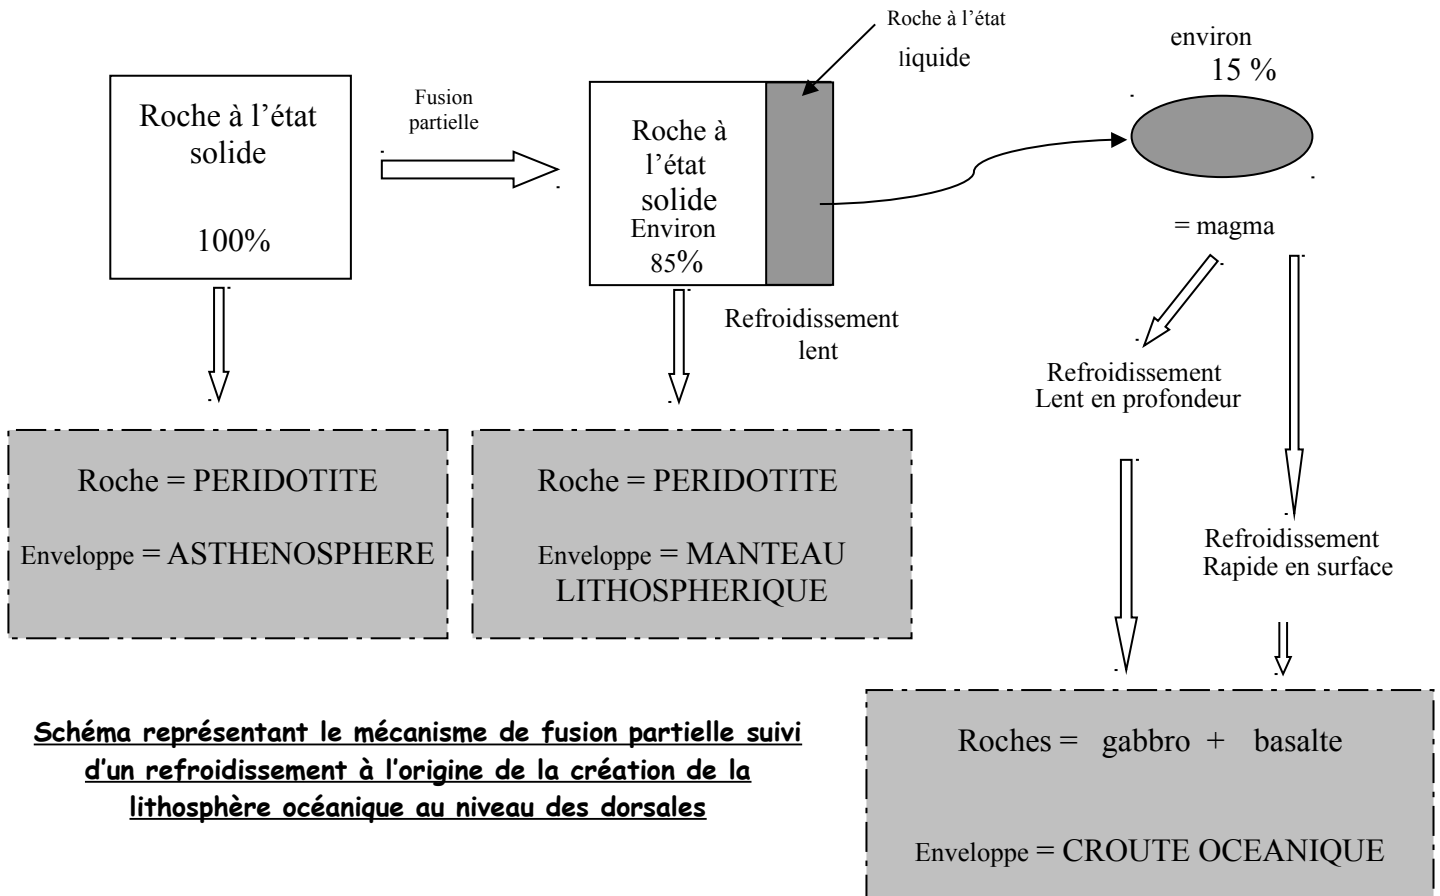 Roche à l'état
solide
100%
Fusion
partielle
Roche à
l'état
solide
Environ
85%
Roche à l'état
liquide
environ
15 %
= magma
Refroidissement
lent
Refroidissement
Lent en profondeur
Refroidissement
Rapide en surface
Roche = PERIDOTITE
Enveloppe = ASTHENOSPHERE
Roche = PERIDOTITE
Enveloppe = MANTEAU
LITHOSPHERIQUE
Roches = gabbro + basalte
Enveloppe = CROUTE OCEANIQUE
Schéma représentant le mécanisme de fusion partielle suivi
d'un refroidissement à l'origine de la création de la
lithosphère océanique au niveau des dorsales